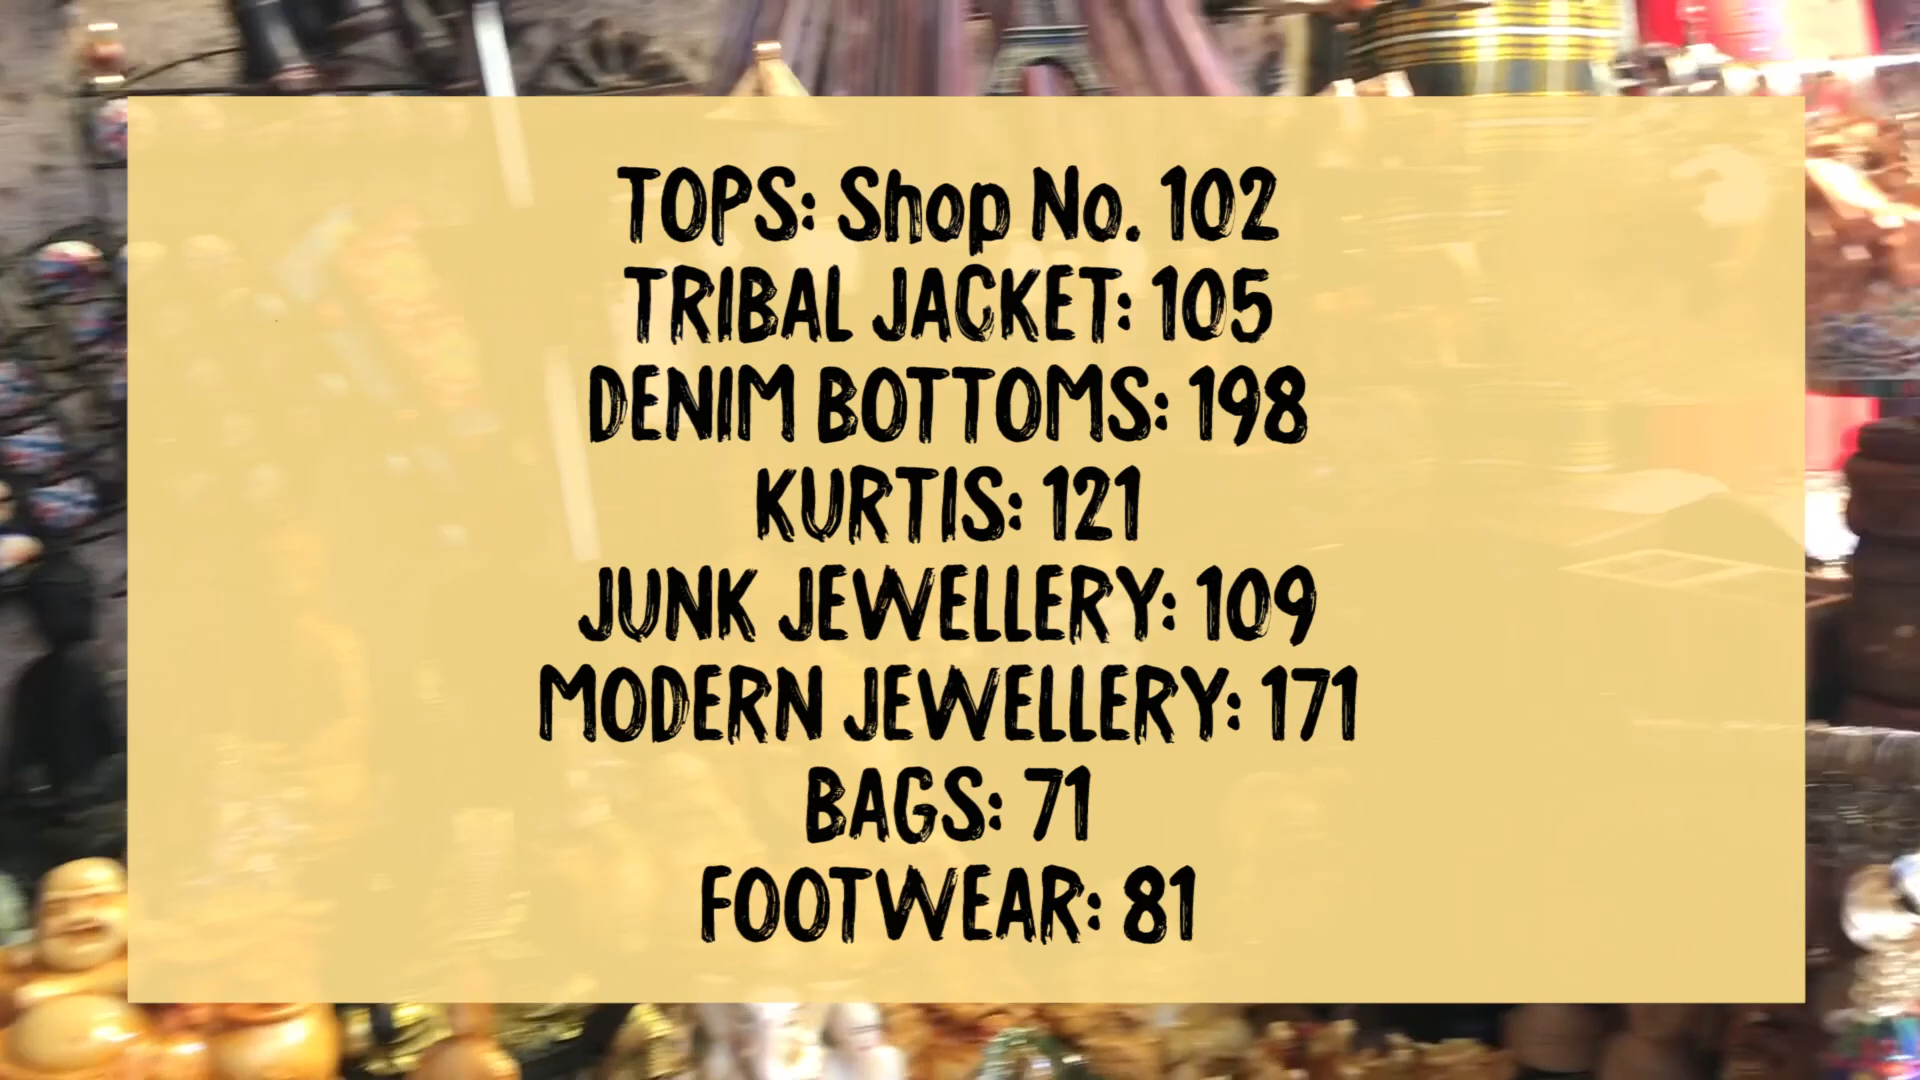 TOPS: Shop No. 102
TRIBAL JACKET: 105
DENIM BOTTOMS: 198
KURTIS: 121
JUNK JEWELLERY: 109
MODERN JEWELLERY: 171
BAGS: 71
FOOTWEAR: 81